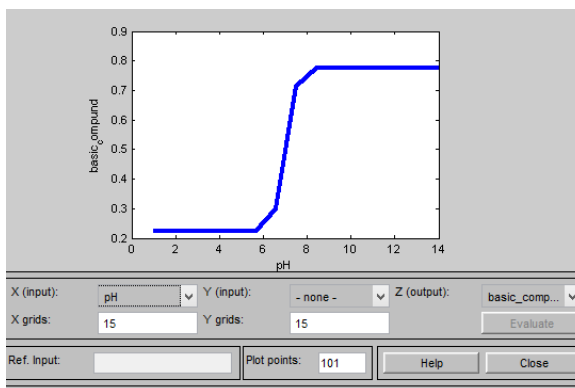 0.9
0.8
0.7
0.6
0.5
0.4
0.3
0.2
basic_compund
0 2 4 6 8 10 12 14
pH
X (input): pH Y (input): - none - Z (output): basic_comp...
X grids: 15 Y grids: 15 Evaluate
Ref. Input: Plot points: 101 Help Close